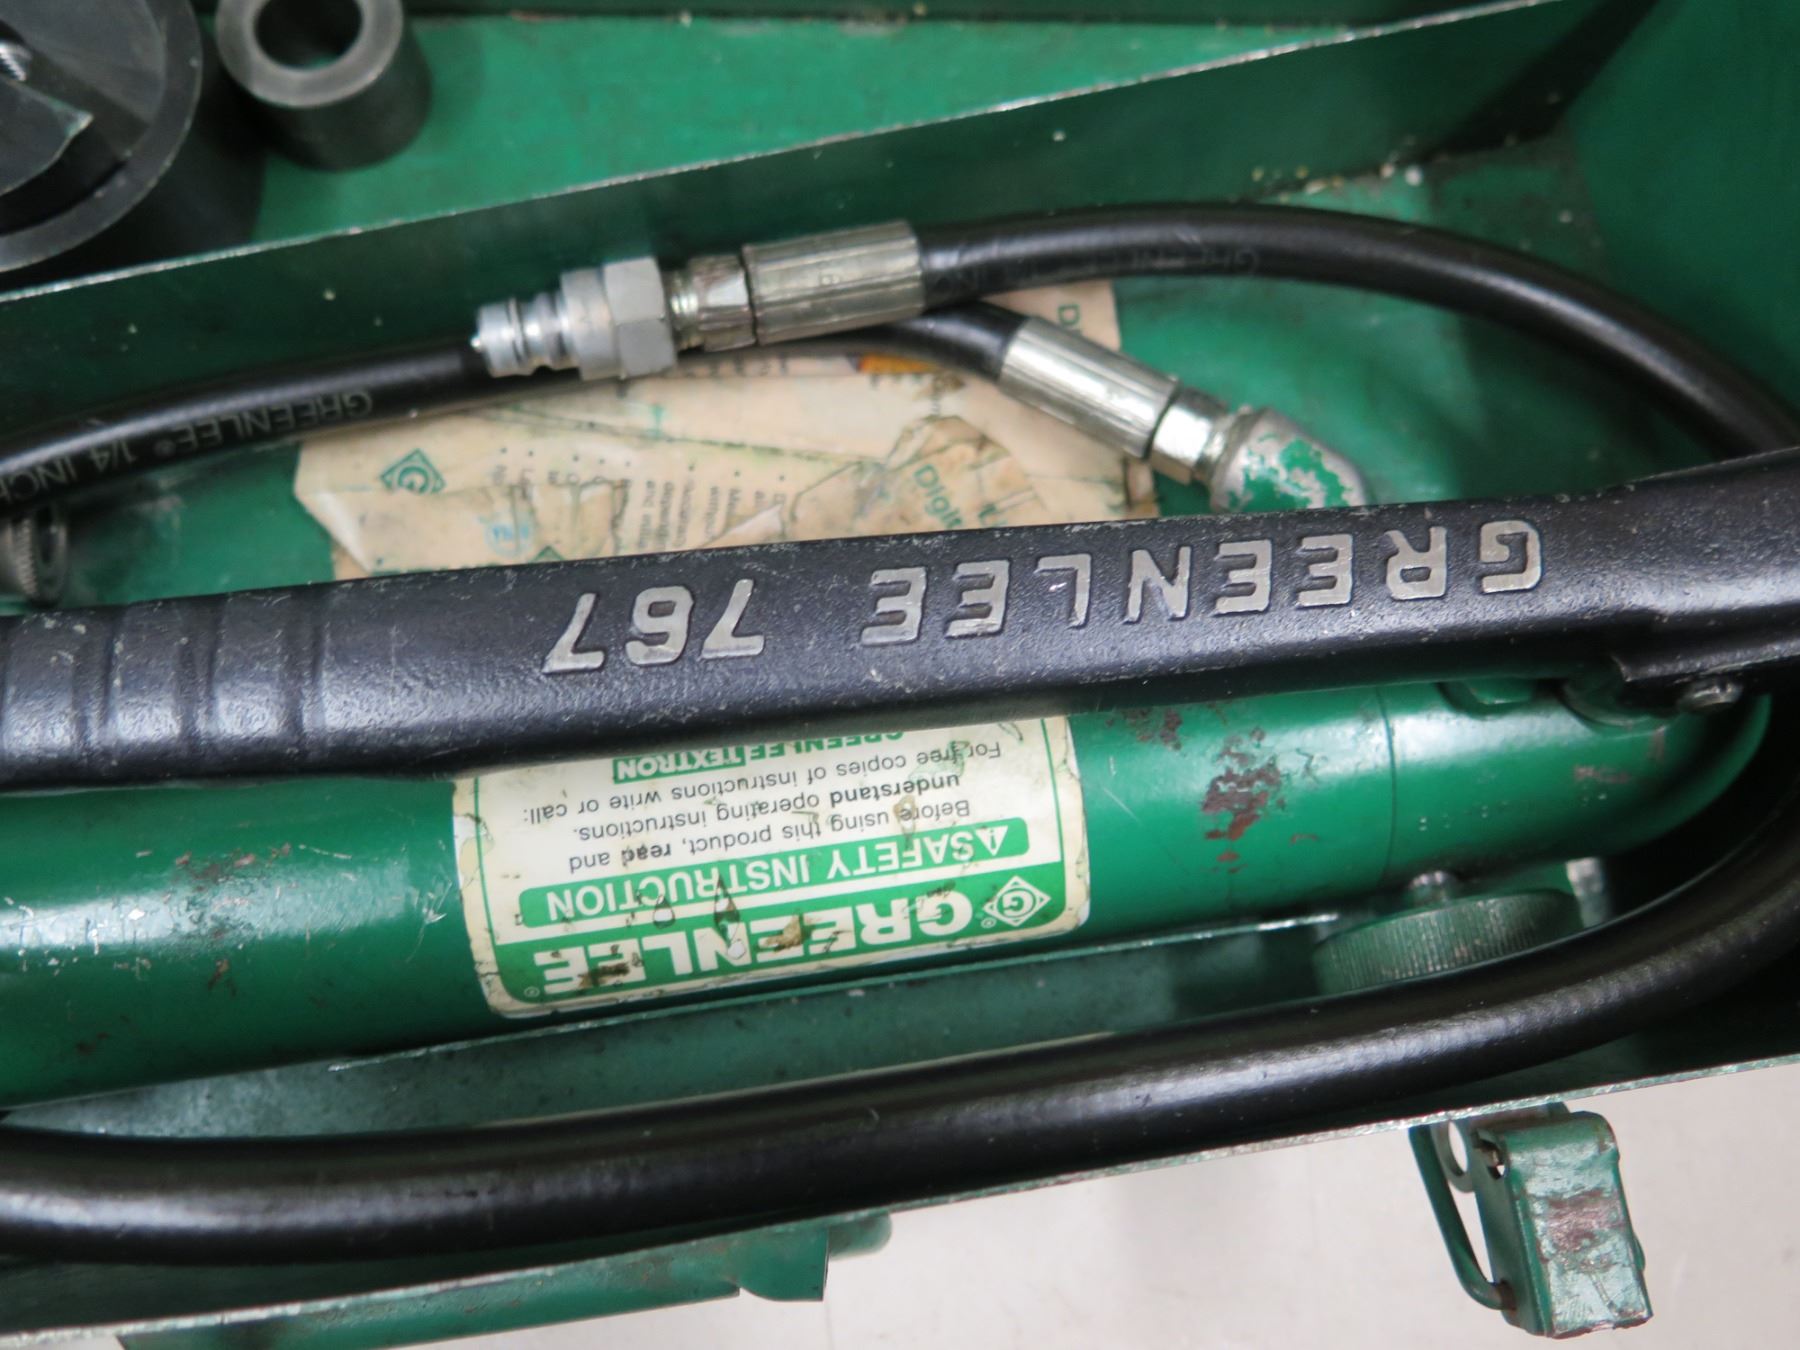 GREENLEE 767
G
GREENLEE®
SAFETY INSTRUCTION
Before using this product, read and
understand operating instructions.
For free copies of instructions write or call:
GREENLEE TEXTRON
GREENLEE® 1/4 INCH
GREENLEE
G